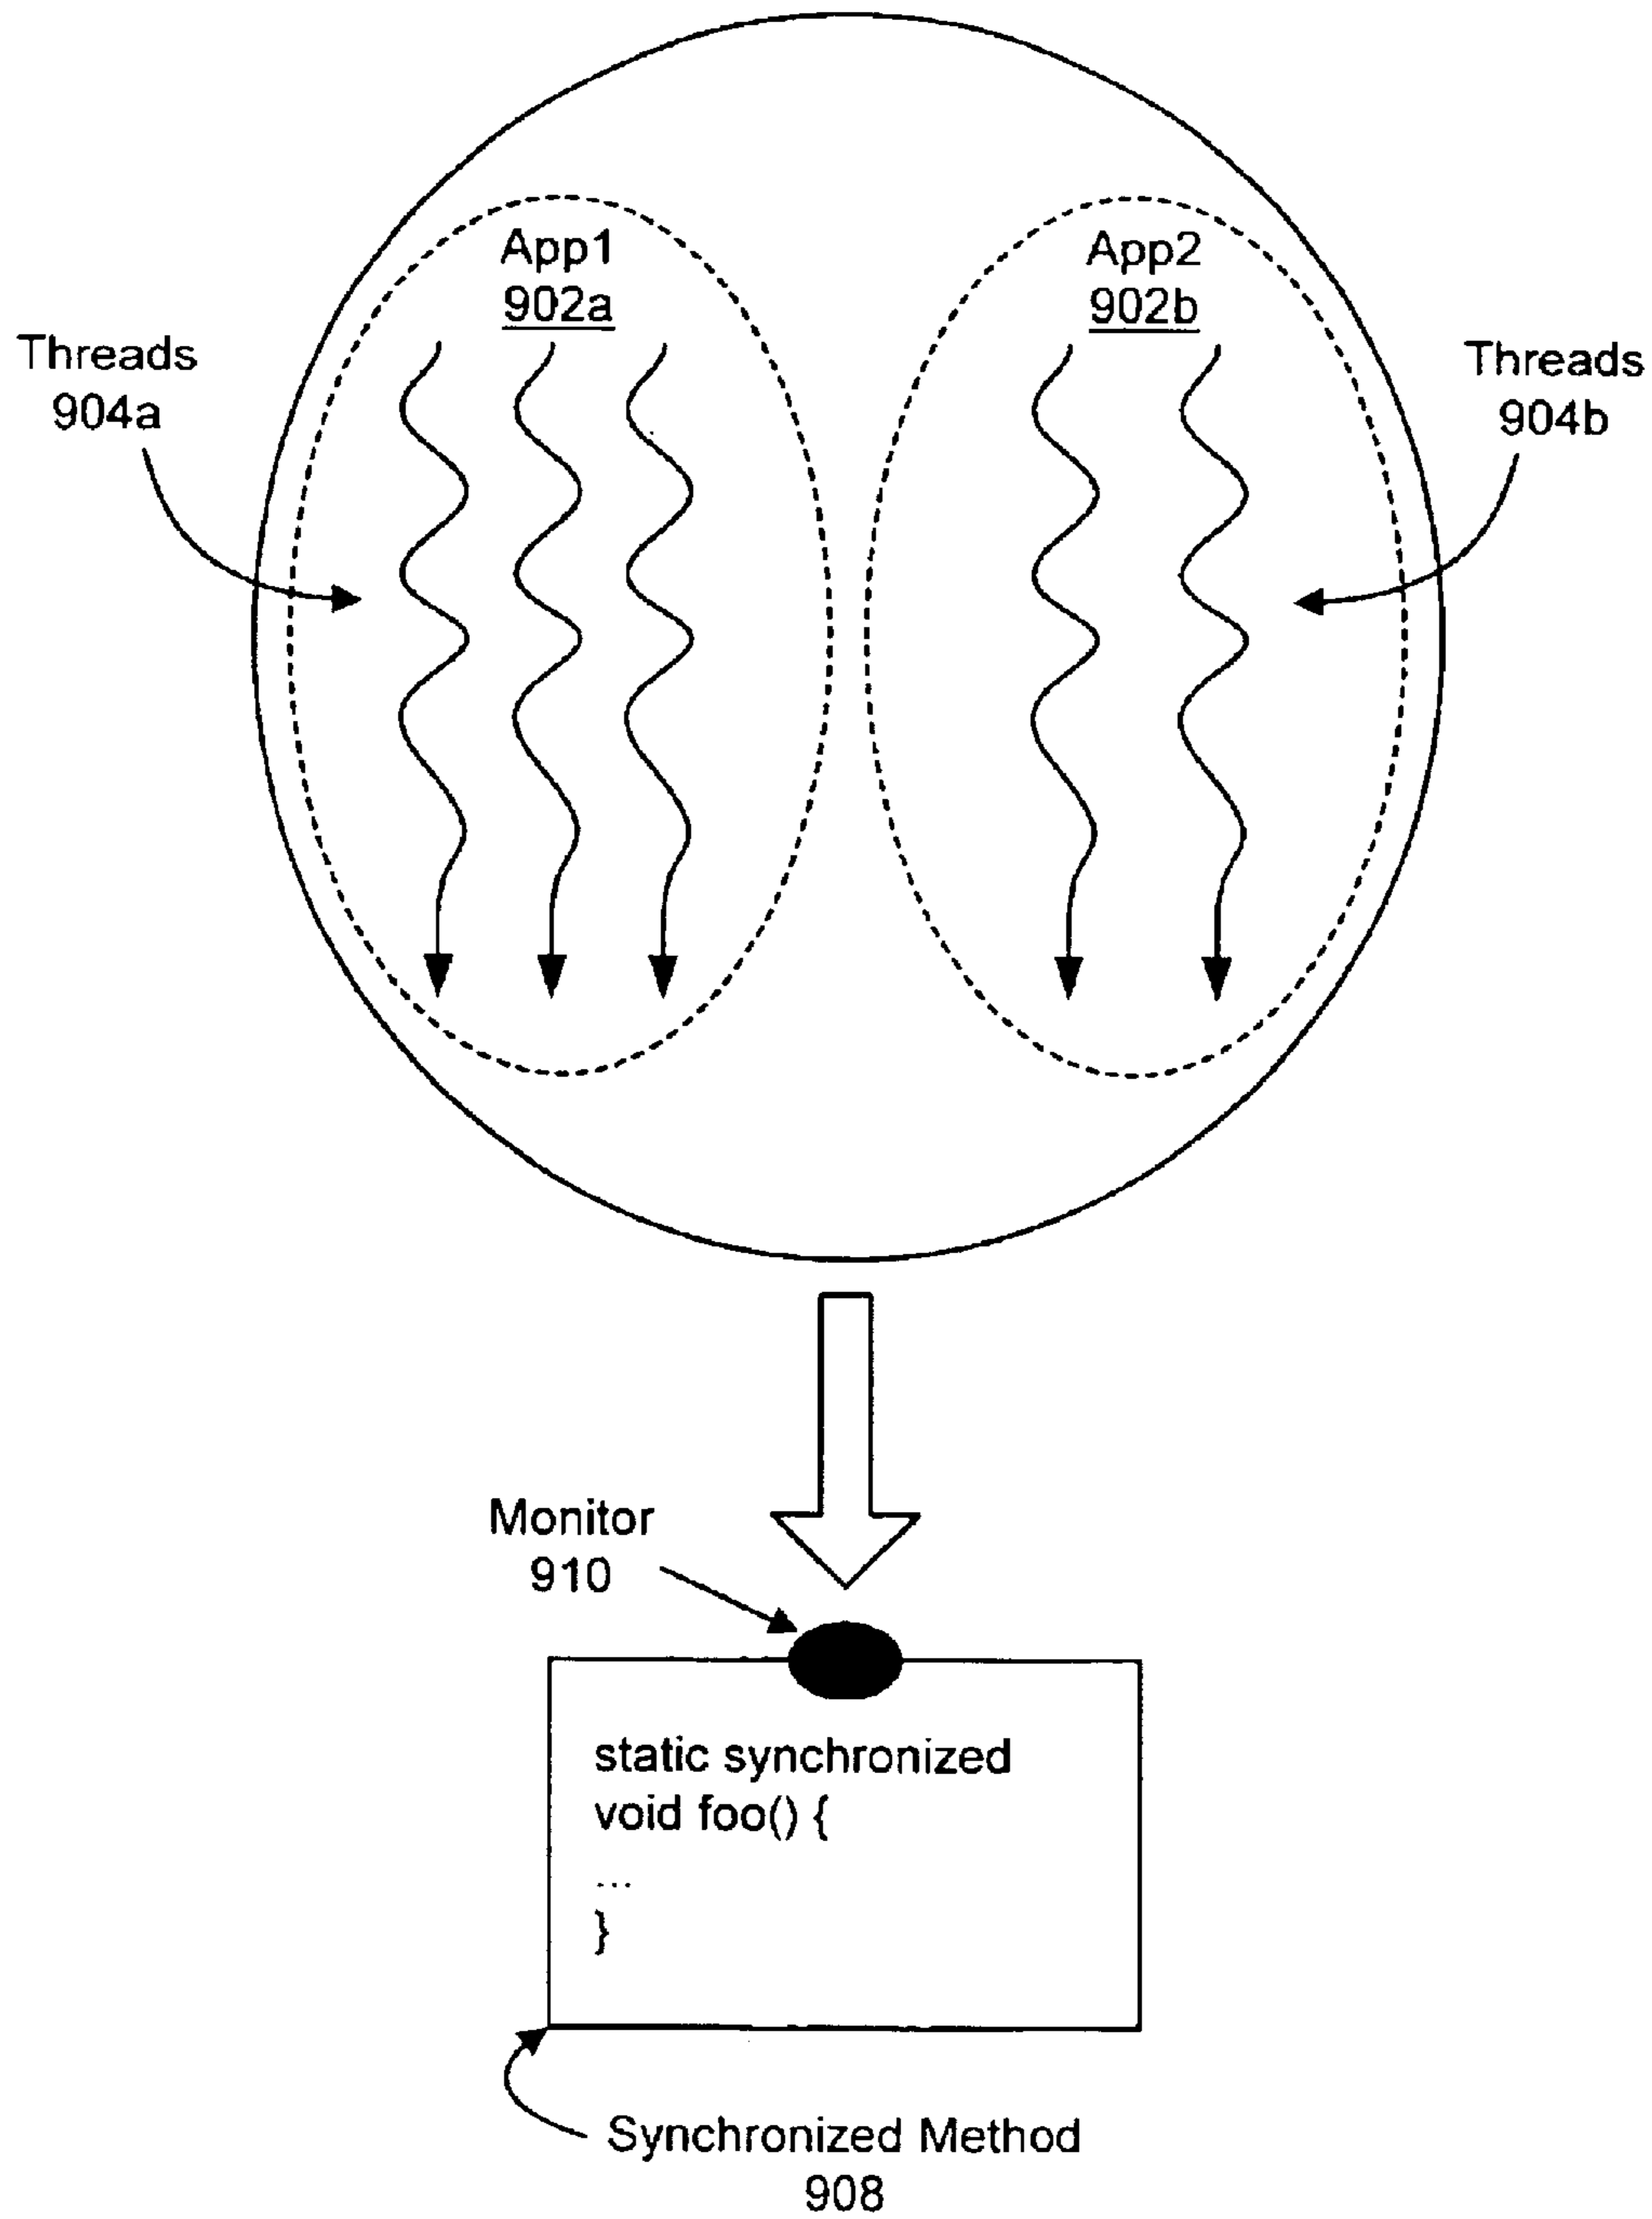 App1
902a
App2
902b
Threads
904a
Threads
904b
Monitor
910
static synchronized
void foo() {
...
}
Synchronized Method
908